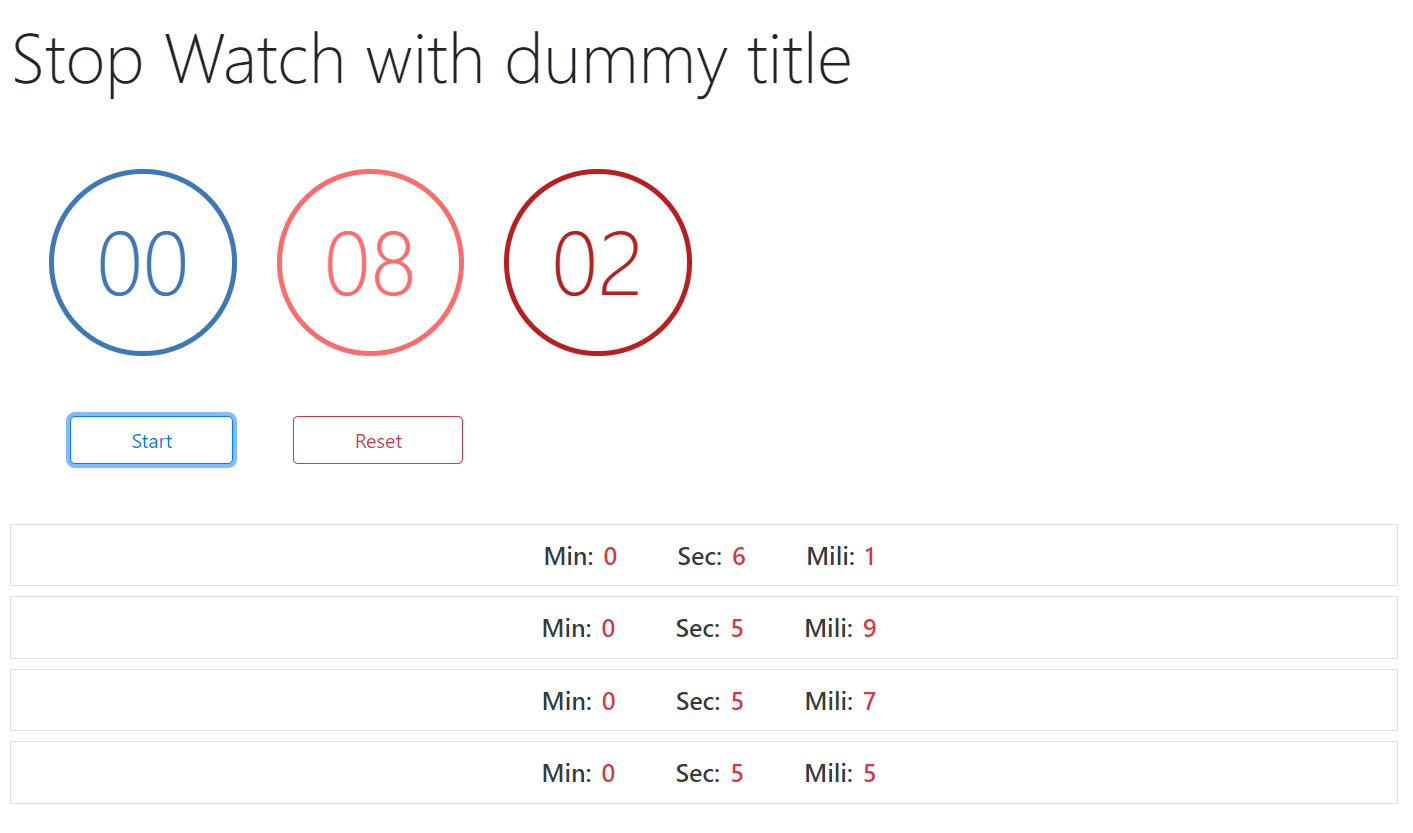 Stop Watch with dummy title
00 08 02
Start Reset
Min: 0 Sec: 6 Mili: 1
Min: 0 Sec: 5 Mili: 9
Min: 0 Sec: 5 Mili: 7
Min: 0 Sec: 5 Mili: 5